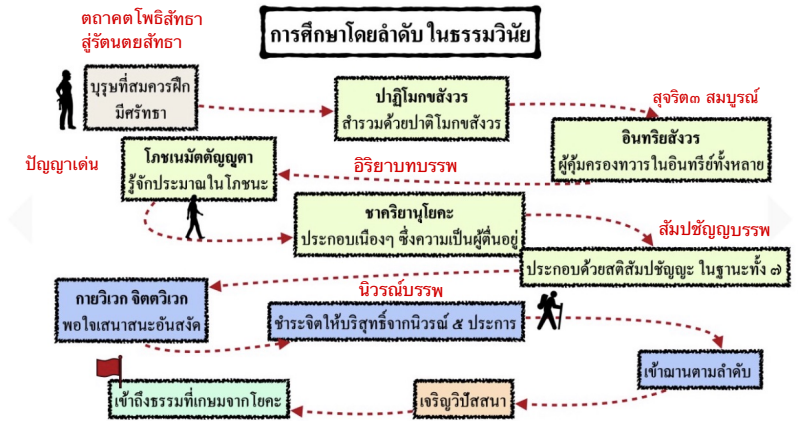 ตถาคตโพธิสัทธา
สู่รัตนตยสัทธา
การศึกษาโดยลำดับ ในธรรมวินัย
บุรุษที่สมควรฝึก
มีศรัทธา
ปาฏิโมกขสังวร
สำรวมด้วยปาติโมกขสังวร
สุจริต๓ สมบูรณ์
อินทริยสังวร
ผู้คุ้มครองทวารในอินทรีย์ทั้งหลาย
อิริยาบทบรรพ
ปัญญาเด่น
โภชเนมัตตัญญุตา
รู้จักประมาณในโภชนะ
ชาคริยานุโยคะ
ประกอบเนืองๆ ซึ่งความเป็นผู้ตื่นอยู่
สัมปชัญญบรรพ
ประกอบด้วยสติสัมปชัญญะ ในฐานะทั้ง ๗
กายวิเวก จิตตวิเวก
พอใจเสนาสนะอันสงัด
นิวรณ์บรรพ
ชำระจิตให้บริสุทธิ์จากนิวรณ์ ๕ ประการ
เข้าฌานตามลำดับ
เจริญวิปัสสนา
เข้าถึงธรรมที่เกษมจากโยคะ